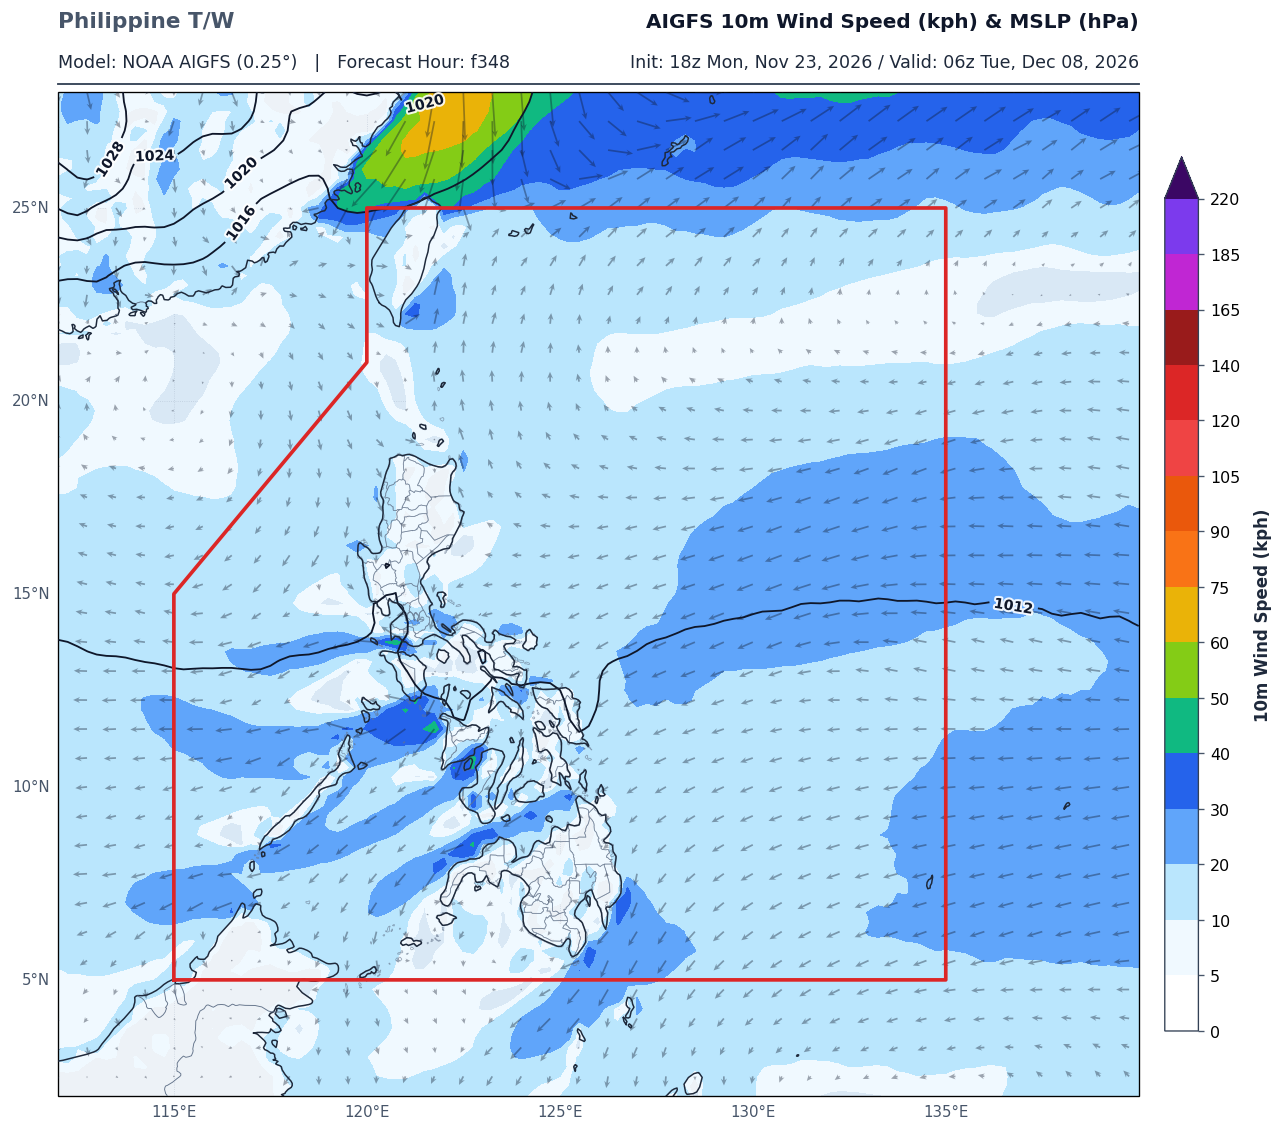 Philippine T/W
AIGFS 10m Wind Speed (kph) & MSLP (hPa)
Model: NOAA AIGFS (0.25°)   |   Forecast Hour: f348
Init: 18z Mon, Nov 23, 2026 / Valid: 06z Tue, Dec 08, 2026
1020
1028
1024
1020
1016
1012
25°N
20°N
15°N
10°N
5°N
115°E
120°E
125°E
130°E
135°E
220
185
165
140
120
105
90
75
60
50
40
30
20
10
5
0
10m Wind Speed (kph)